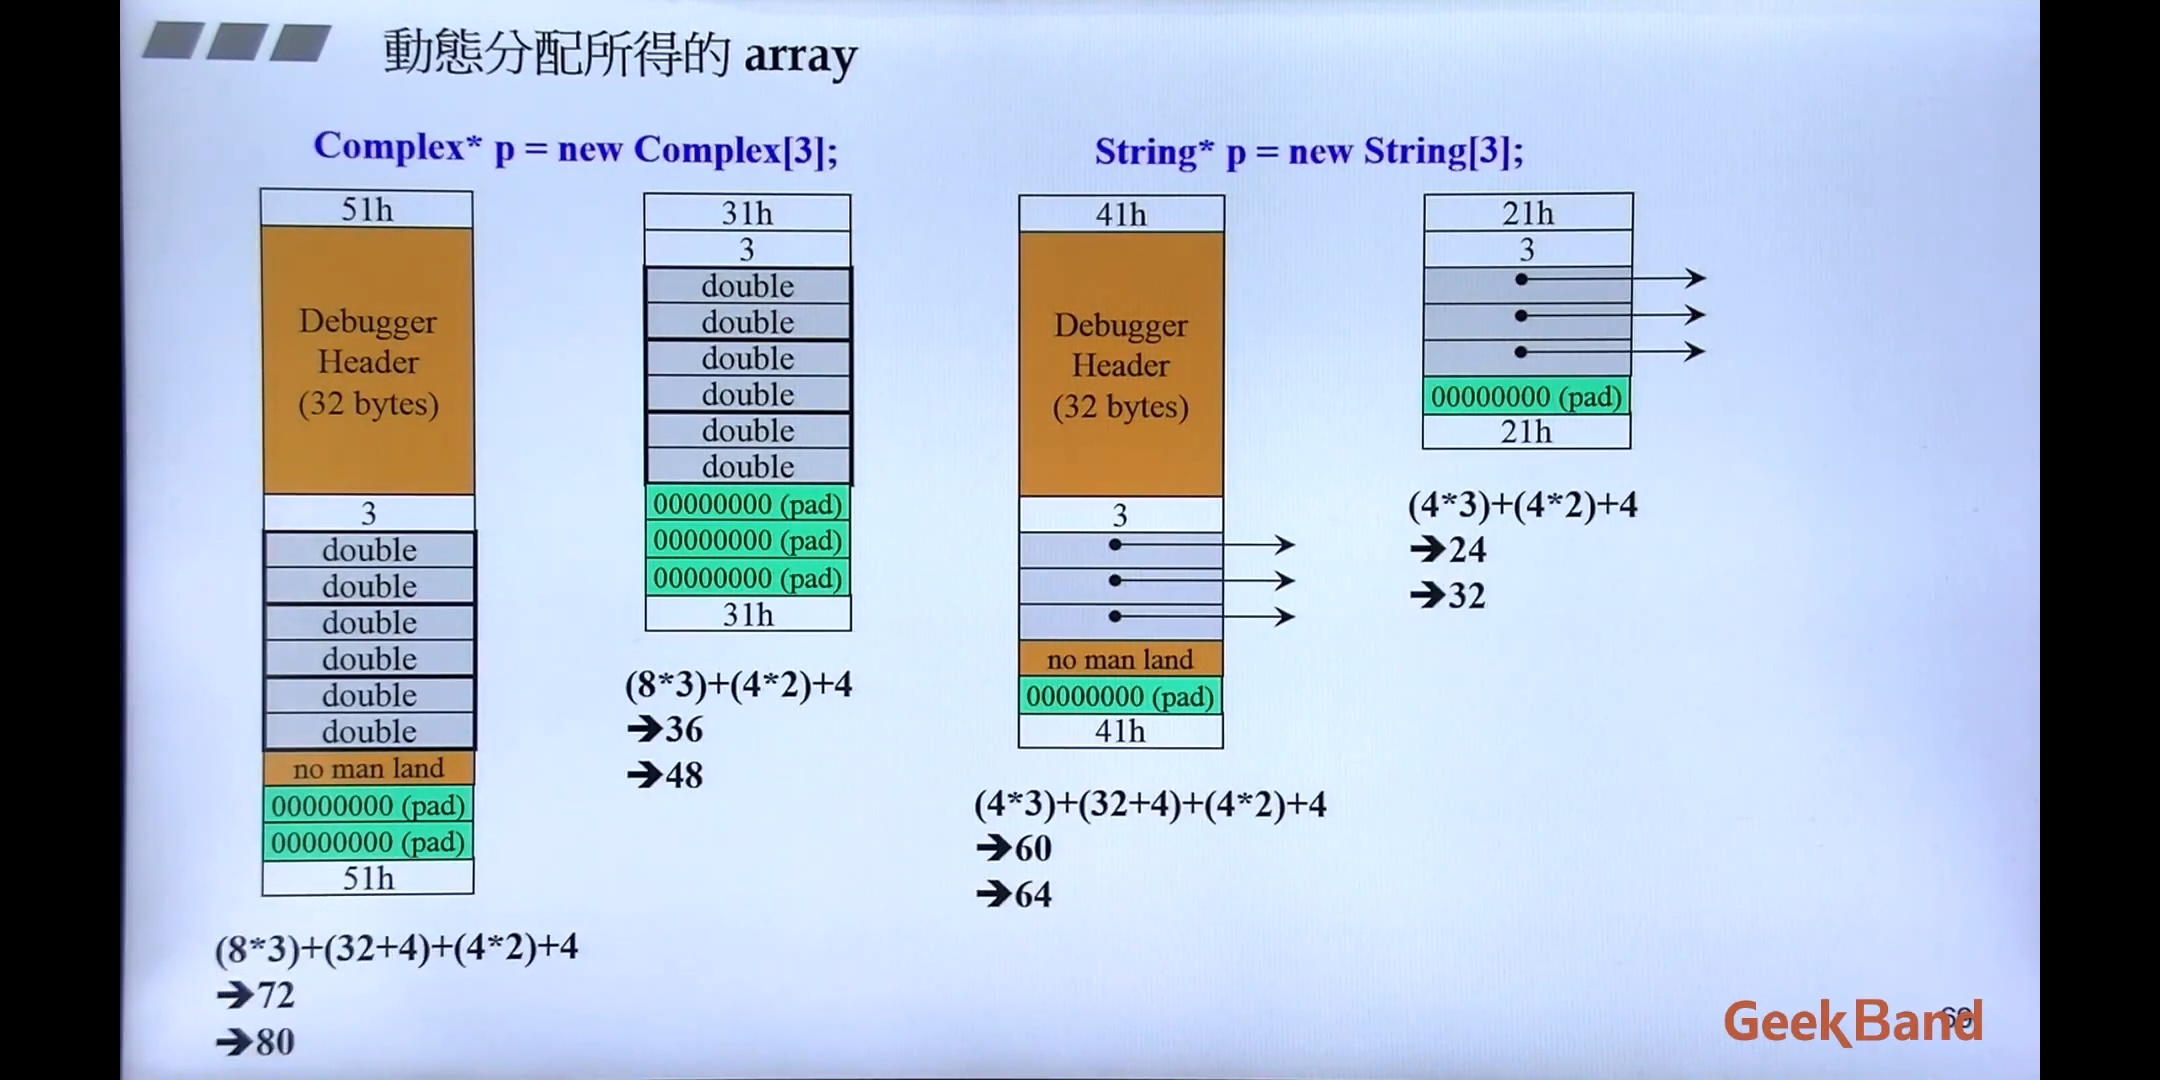 動態分配所得的 array
Complex* p = new Complex[3];
51h
Debugger
Header
(32 bytes)
3
double
double
double
double
double
double
no man land
00000000 (pad)
00000000 (pad)
51h
(8*3)+(32+4)+(4*2)+4
➔72
➔80
31h
3
double
double
double
double
double
double
00000000 (pad)
00000000 (pad)
00000000 (pad)
31h
(8*3)+(4*2)+4
➔36
➔48
String* p = new String[3];
41h
Debugger
Header
(32 bytes)
3
no man land
00000000 (pad)
41h
(4*3)+(32+4)+(4*2)+4
➔60
➔64
21h
3
00000000 (pad)
21h
(4*3)+(4*2)+4
➔24
➔32
GeekBand